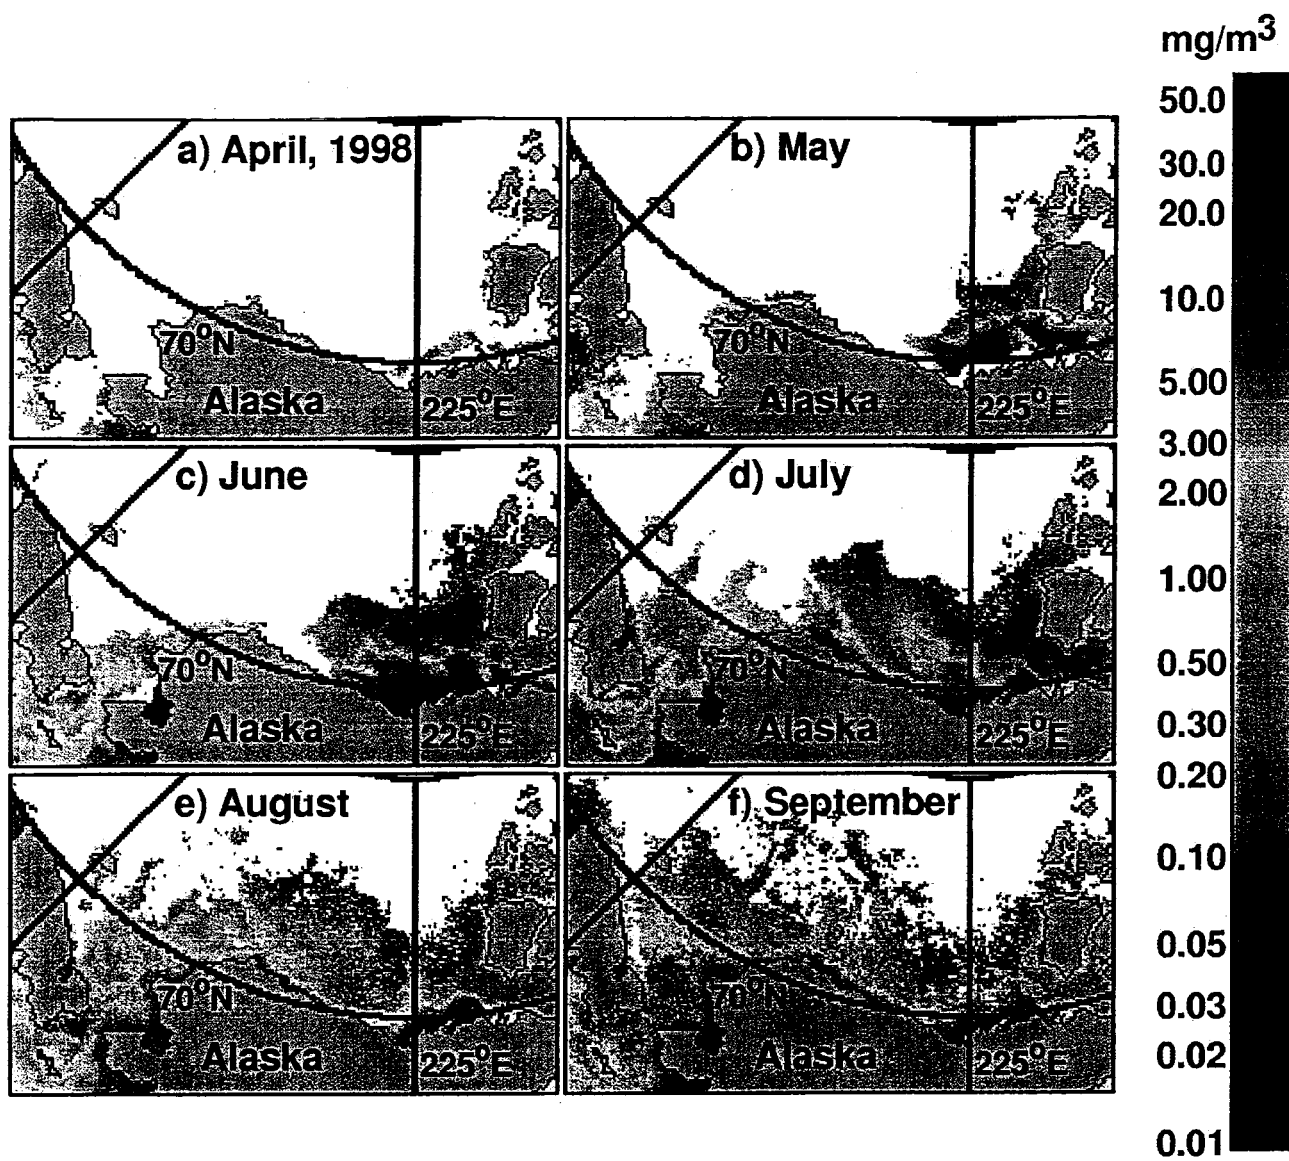 mg/m³
a) April, 1998
70°N
Alaska
225°E
b) May
70°N
Alaska
225°E
c) June
70°N
Alaska
225°E
d) July
70°N
Alaska
225°E
e) August
70°N
Alaska
225°E
f) September
70°N
Alaska
225°E
50.0
30.0
20.0
10.0
5.00
3.00
2.00
1.00
0.50
0.30
0.20
0.10
0.05
0.03
0.02
0.01